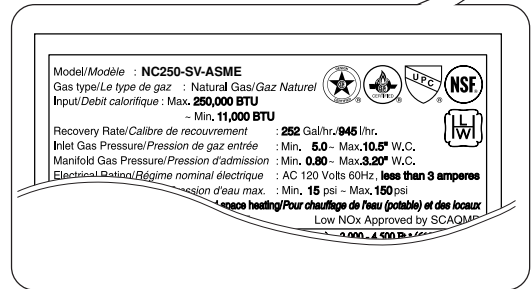 Model/Modèle : NC250-SV-ASME
Gas type/Le type de gaz : Natural Gas/Gaz Naturel
Input/Debit calorifique : Max. 250,000 BTU
~ Min. 11,000 BTU
Recovery Rate/Calibre de recouvrement : 252 Gal/hr./945 l/hr.
Inlet Gas Pressure/Pression de gaz entrée : Min. 5.0 ~ Max.10.5" W.C.
Manifold Gas Pressure/Pression d'admission : Min. 0.80 ~ Max.3.20" W.C.
Electrical Rating/Régime nominal électrique : AC 120 Volts 60Hz, less than 3 amperes
d'eau max. : Min. 15 psi ~ Max. 150 psi
space heating/Pour chauffage de l'eau (potable) et des locaux
Low NOx Approved by SCAQMD
CERTIFIED
UPC
NSF
HLW